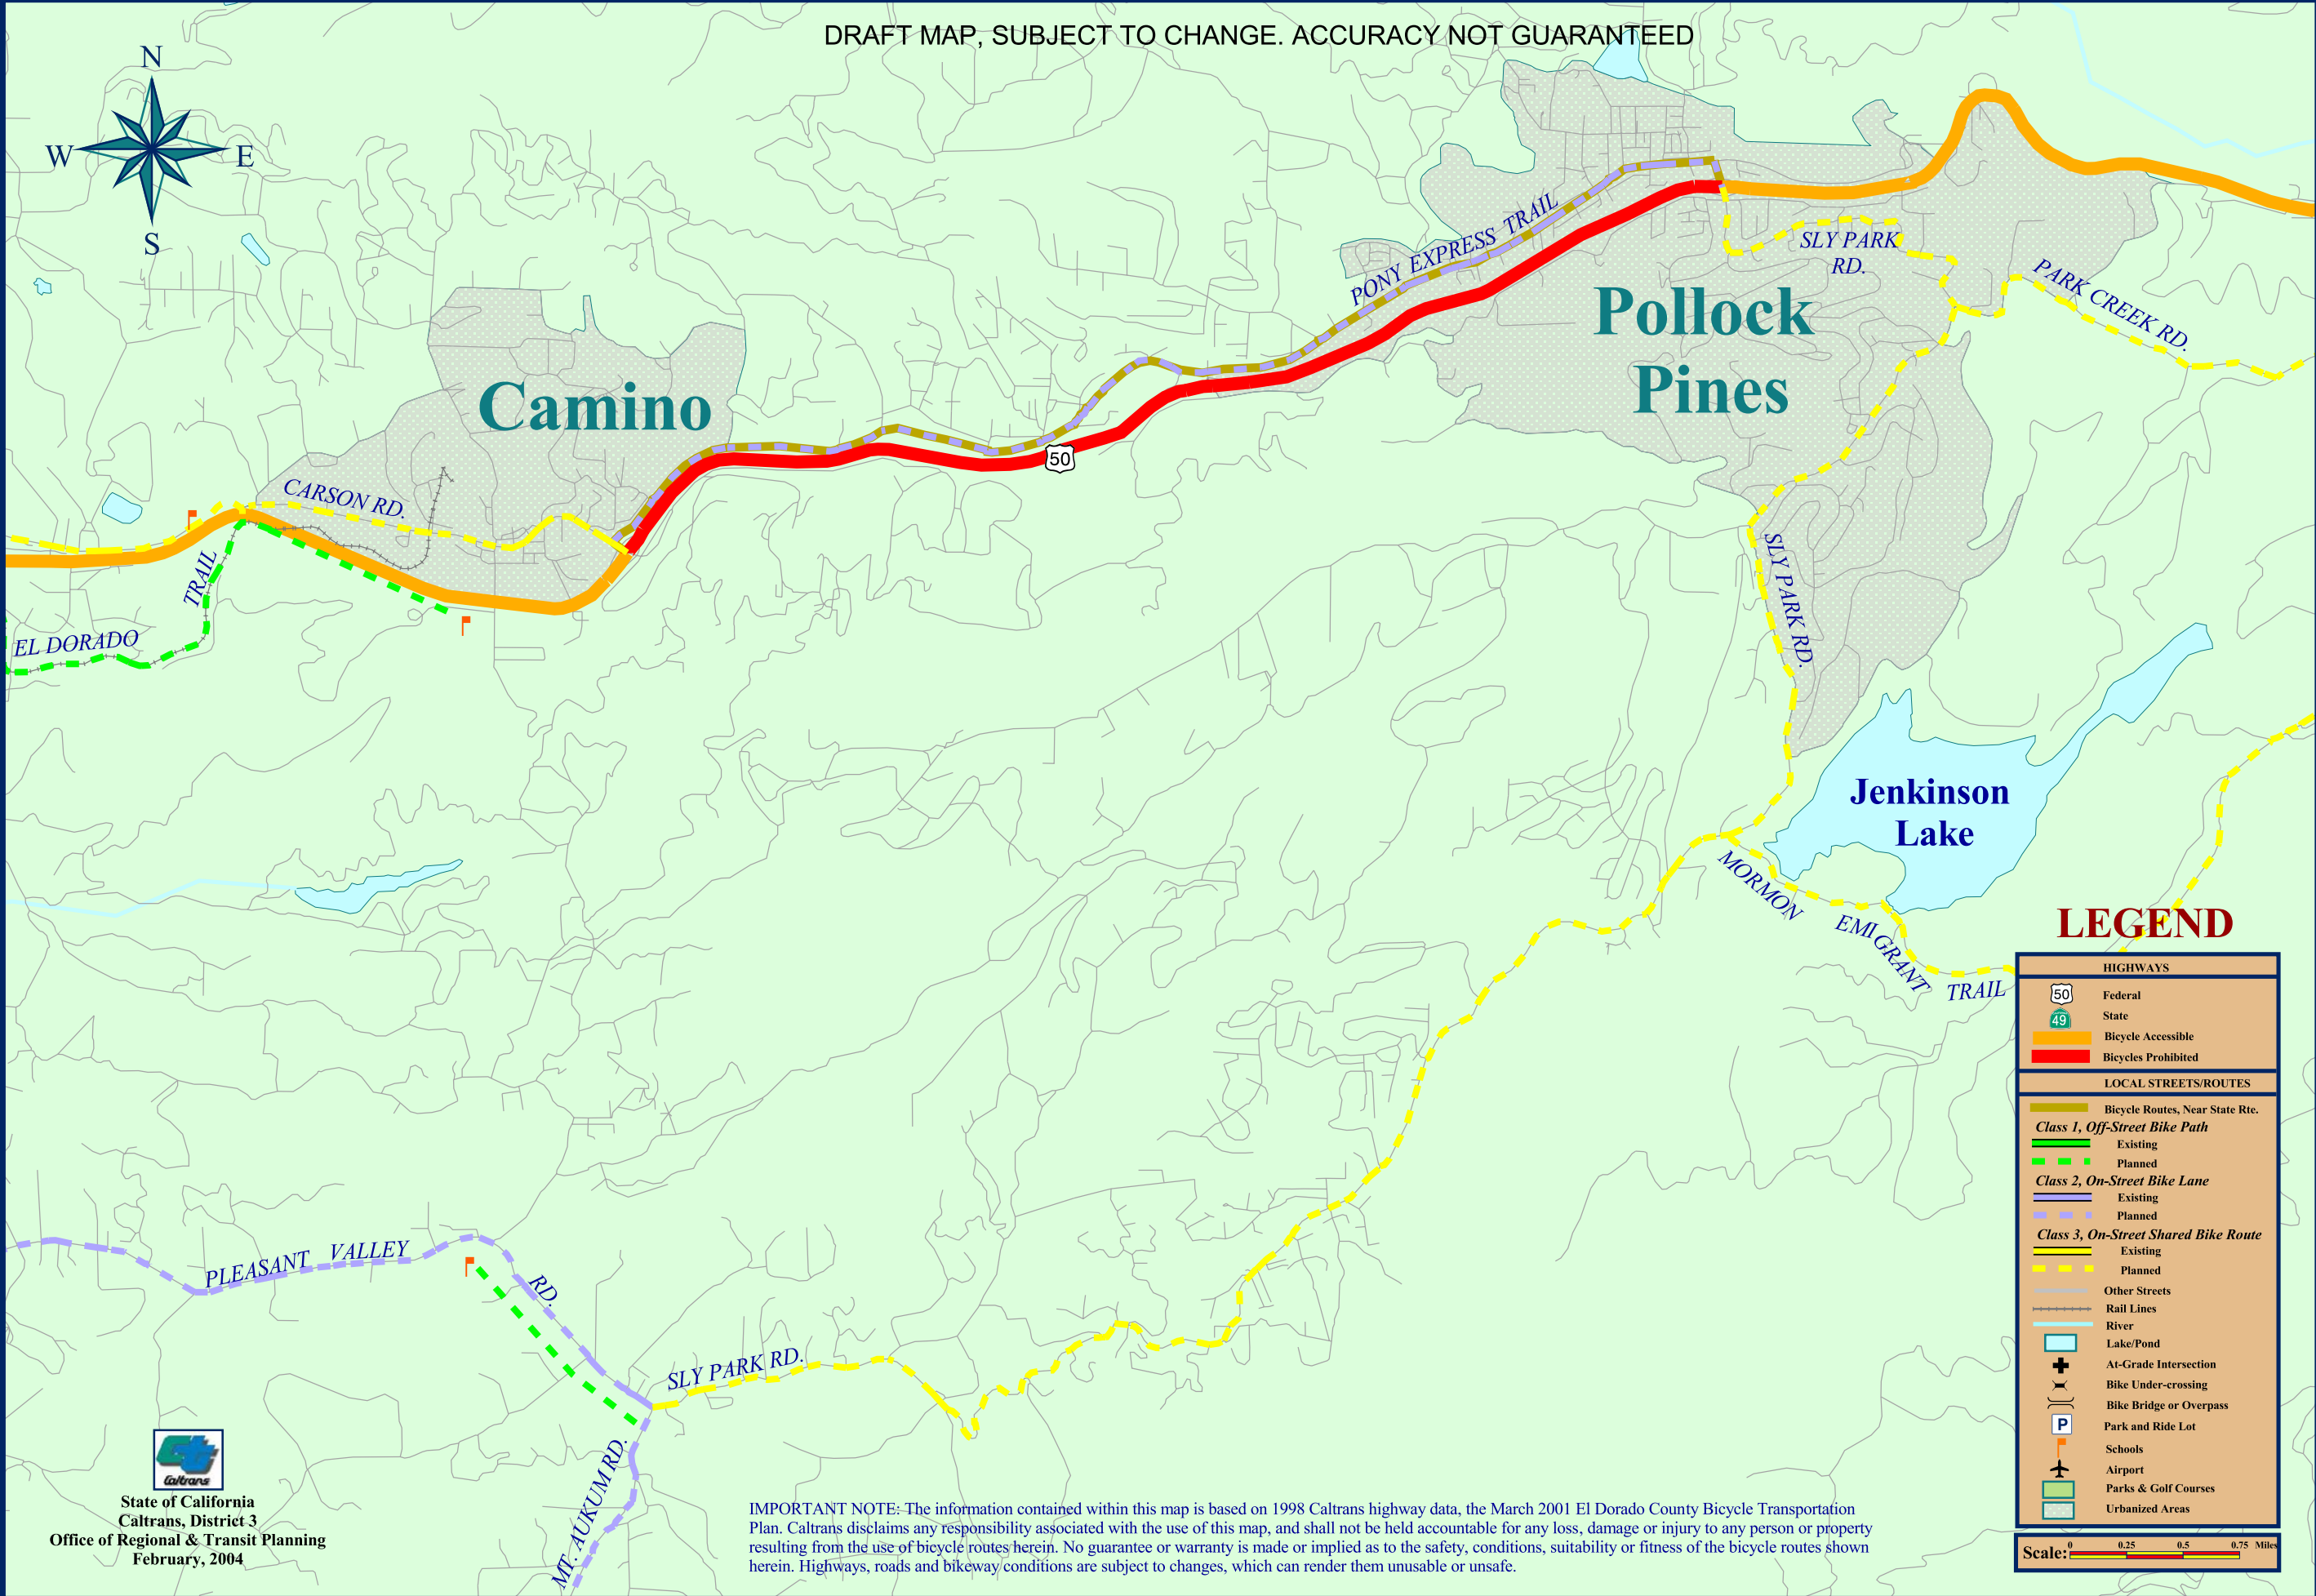 DRAFT MAP, SUBJECT TO CHANGE. ACCURACY NOT GUARANTEED
N
W
E
S
PONY EXPRESS TRAIL
SLY PARK
RD.
PARK CREEK RD.
Pollock
Pines
Camino
50
CARSON RD.
TRAIL
EL DORADO
SLY PARK RD.
Jenkinson
Lake
MORMON
EMIGRANT
TRAIL
PLEASANT VALLEY
RD.
SLY PARK RD.
MT. AUKUM RD.
LEGEND
HIGHWAYS
50 Federal
49 State
Bicycle Accessible
Bicycles Prohibited
LOCAL STREETS/ROUTES
Bicycle Routes, Near State Rte.
Class 1, Off-Street Bike Path
Existing
Planned
Class 2, On-Street Bike Lane
Existing
Planned
Class 3, On-Street Shared Bike Route
Existing
Planned
Other Streets
Rail Lines
River
Lake/Pond
At-Grade Intersection
Bike Under-crossing
Bike Bridge or Overpass
P Park and Ride Lot
Schools
Airport
Parks & Golf Courses
Urbanized Areas
Scale: 0 0.25 0.5 0.75 Miles
Caltrans
State of California
Caltrans, District 3
Office of Regional & Transit Planning
February, 2004
IMPORTANT NOTE: The information contained within this map is based on 1998 Caltrans highway data, the March 2001 El Dorado County Bicycle Transportation
Plan. Caltrans disclaims any responsibility associated with the use of this map, and shall not be held accountable for any loss, damage or injury to any person or property
resulting from the use of bicycle routes herein. No guarantee or warranty is made or implied as to the safety, conditions, suitability or fitness of the bicycle routes shown
herein. Highways, roads and bikeway conditions are subject to changes, which can render them unusable or unsafe.